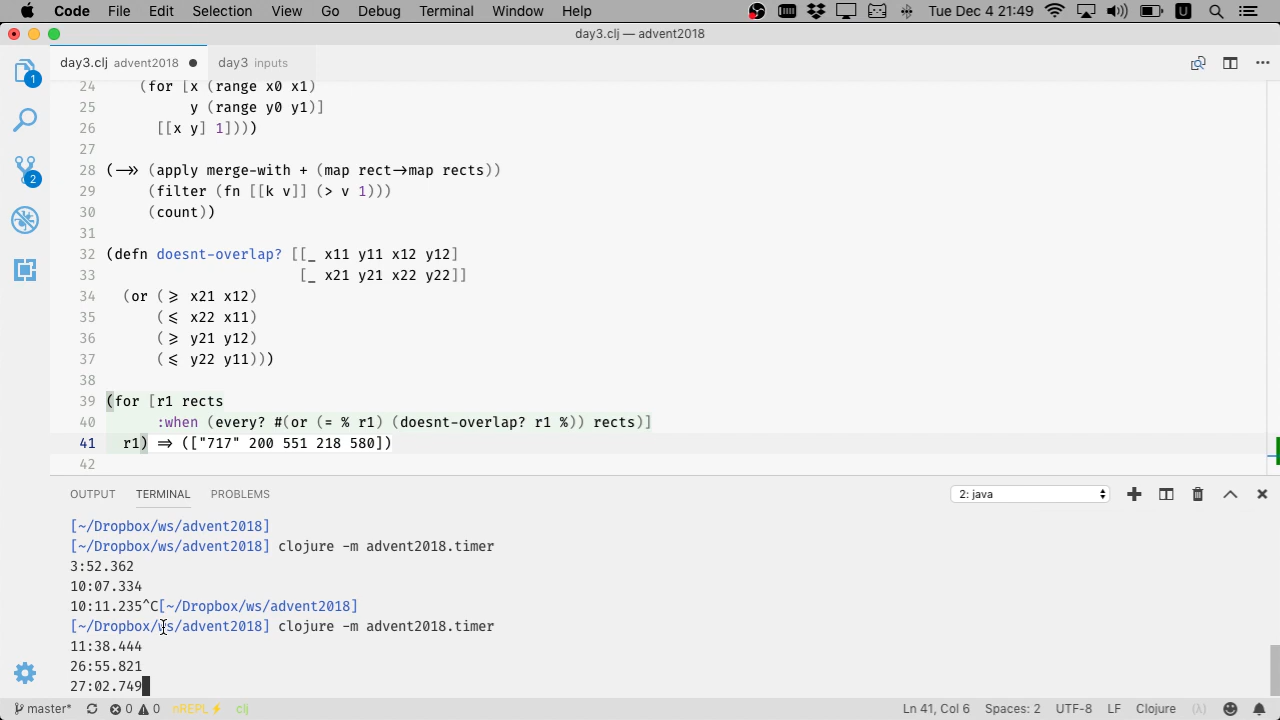 Code File Edit Selection View Go Debug Terminal Window Help Tue Dec 4 21:49 U
day3.clj — advent2018
day3.clj advent2018 ● day3 inputs
24 (for [x (range x0 x1)
25 y (range y0 y1)]
26 [[x y] 1])))
27
28 (->> (apply merge-with + (map rect->map rects))
29 (filter (fn [[k v]] (> v 1)))
30 (count))
31
32 (defn doesnt-overlap? [[_ x11 y11 x12 y12]
33 [_ x21 y21 x22 y22]]
34 (or (>= x21 x12)
35 (<= x22 x11)
36 (>= y21 y12)
37 (<= y22 y11)))
38
39 (for [r1 rects
40 :when (every? #(or (= % r1) (doesnt-overlap? r1 %)) rects)]
41 r1) => (["717" 200 551 218 580])
42
1
2
OUTPUT TERMINAL PROBLEMS 2: java
[~/Dropbox/ws/advent2018]
[~/Dropbox/ws/advent2018] clojure -m advent2018.timer
3:52.362
10:07.334
10:11.235^C[~/Dropbox/ws/advent2018]
[~/Dropbox/ws/advent2018] clojure -m advent2018.timer
11:38.444
26:55.821
27:02.749
master* 0 0 nREPL⚡ clj Ln 41, Col 6 Spaces: 2 UTF-8 LF Clojure (λ)